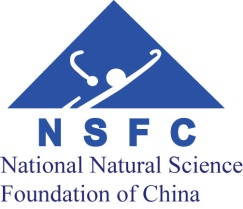 NSFC
National Natural Science
Foundation of China